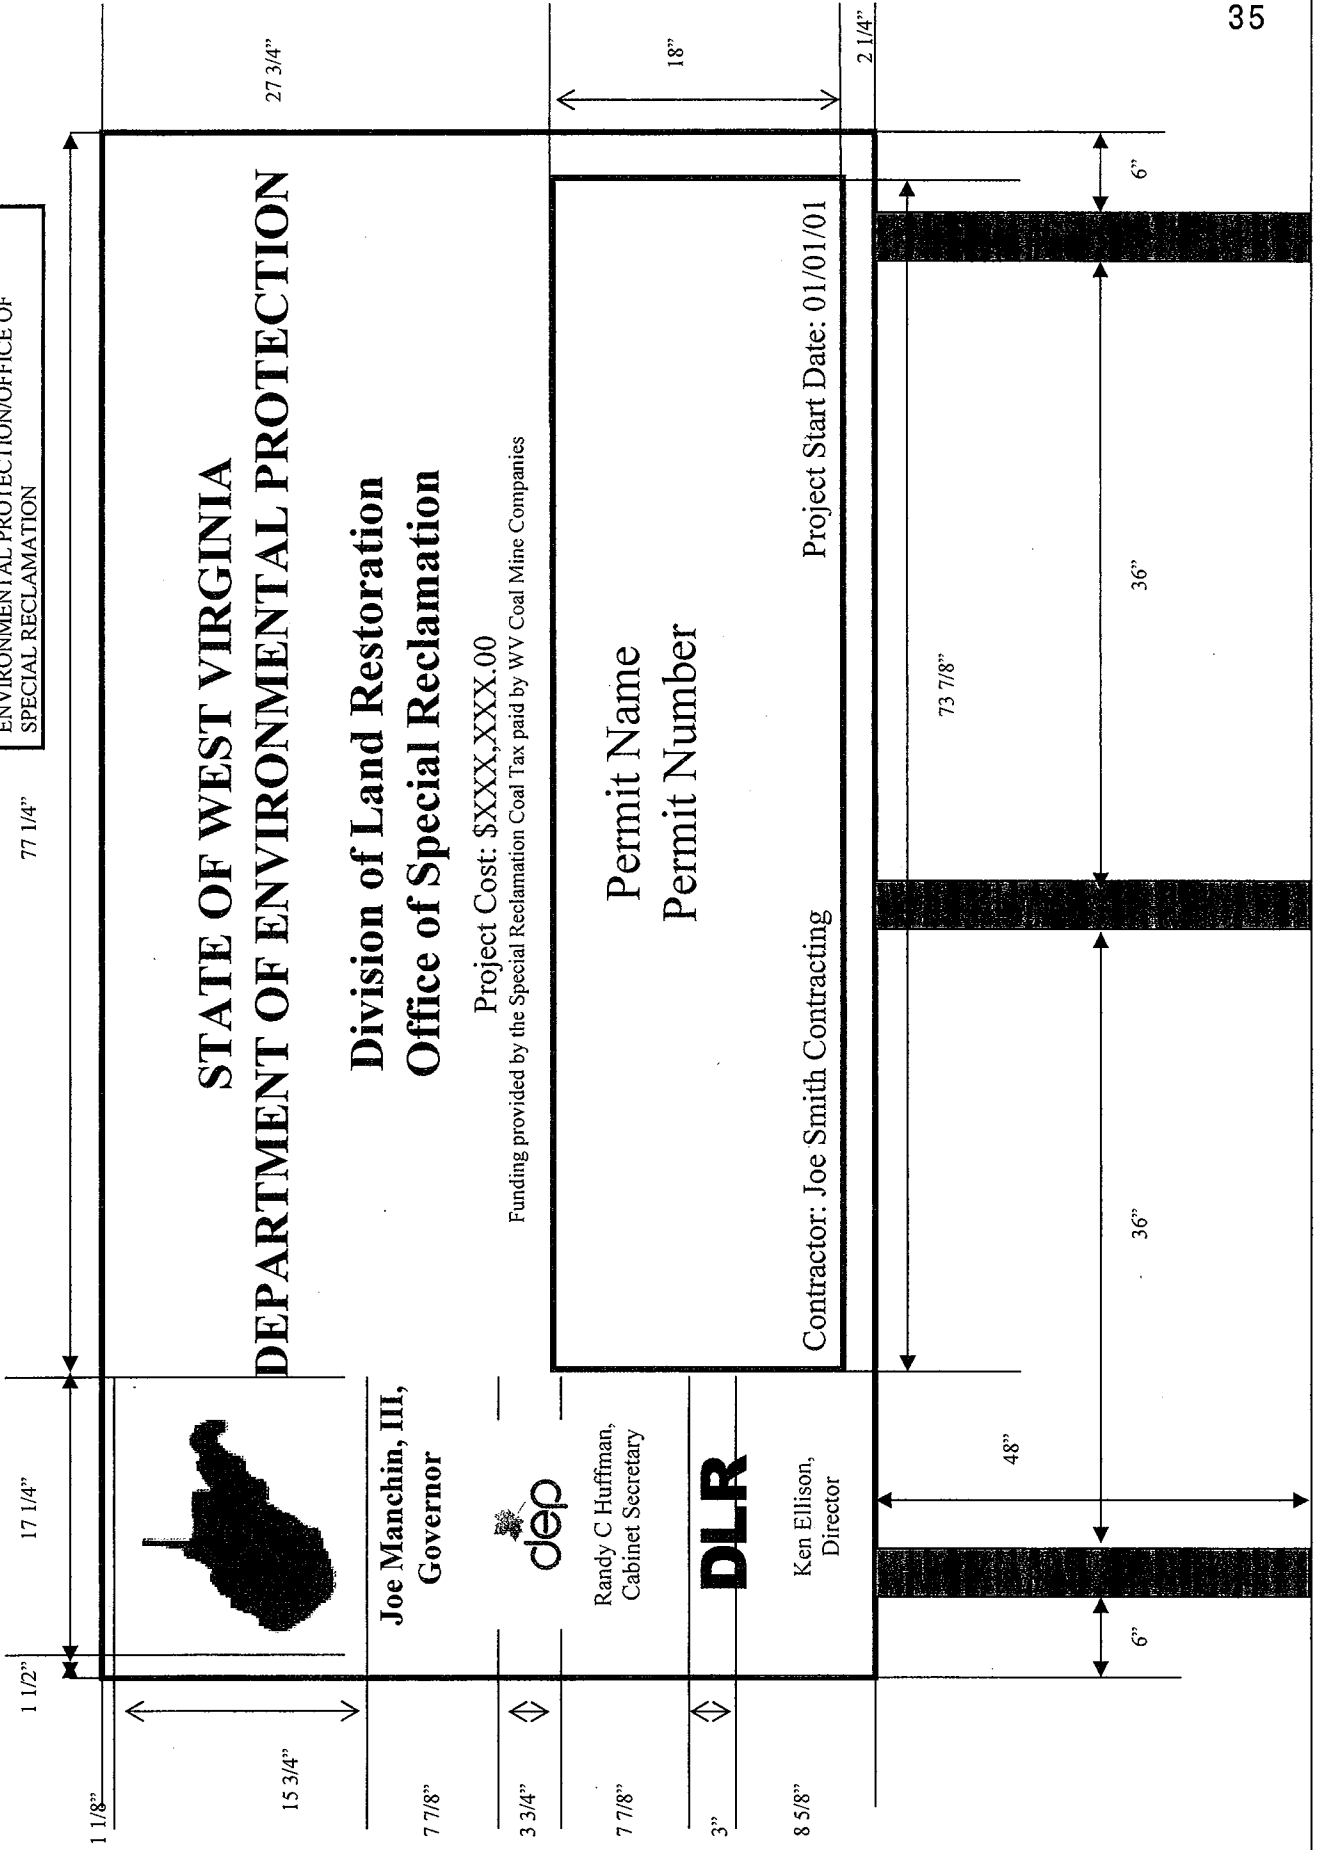 35
ENVIRONMENTAL PROTECTION/OFFICE OF
SPECIAL RECLAMATION
1 1/2”
17 1/4”
77 1/4”
STATE OF WEST VIRGINIA
DEPARTMENT OF ENVIRONMENTAL PROTECTION
Division of Land Restoration
Office of Special Reclamation
Project Cost: $XXX,XXX.00
Funding provided by the Special Reclamation Coal Tax paid by WV Coal Mine Companies
Permit Name
Permit Number
Contractor: Joe Smith Contracting
Project Start Date: 01/01/01
Joe Manchin, III,
Governor
dep
Randy C Huffman,
Cabinet Secretary
DLR
Ken Ellison,
Director
1 1/8”
15 3/4”
7 7/8”
3 3/4”
7 7/8”
3”
8 5/8”
27 3/4”
18”
2 1/4”
73 7/8”
48”
6”
36”
36”
6”